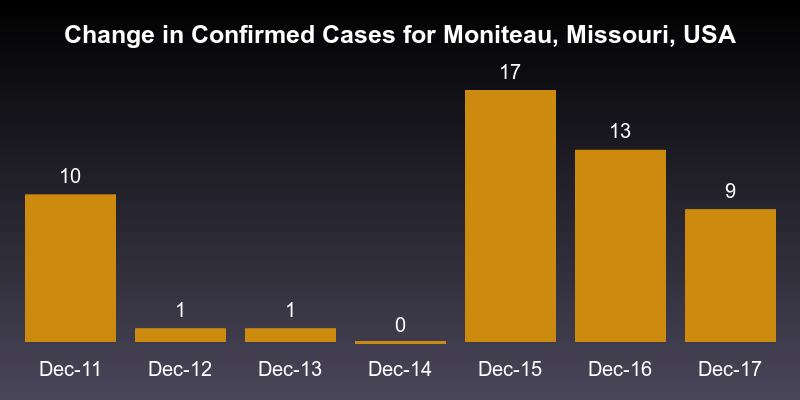 Change in Confirmed Cases for Moniteau, Missouri, USA
10
1
1
0
17
13
9
Dec-11
Dec-12
Dec-13
Dec-14
Dec-15
Dec-16
Dec-17